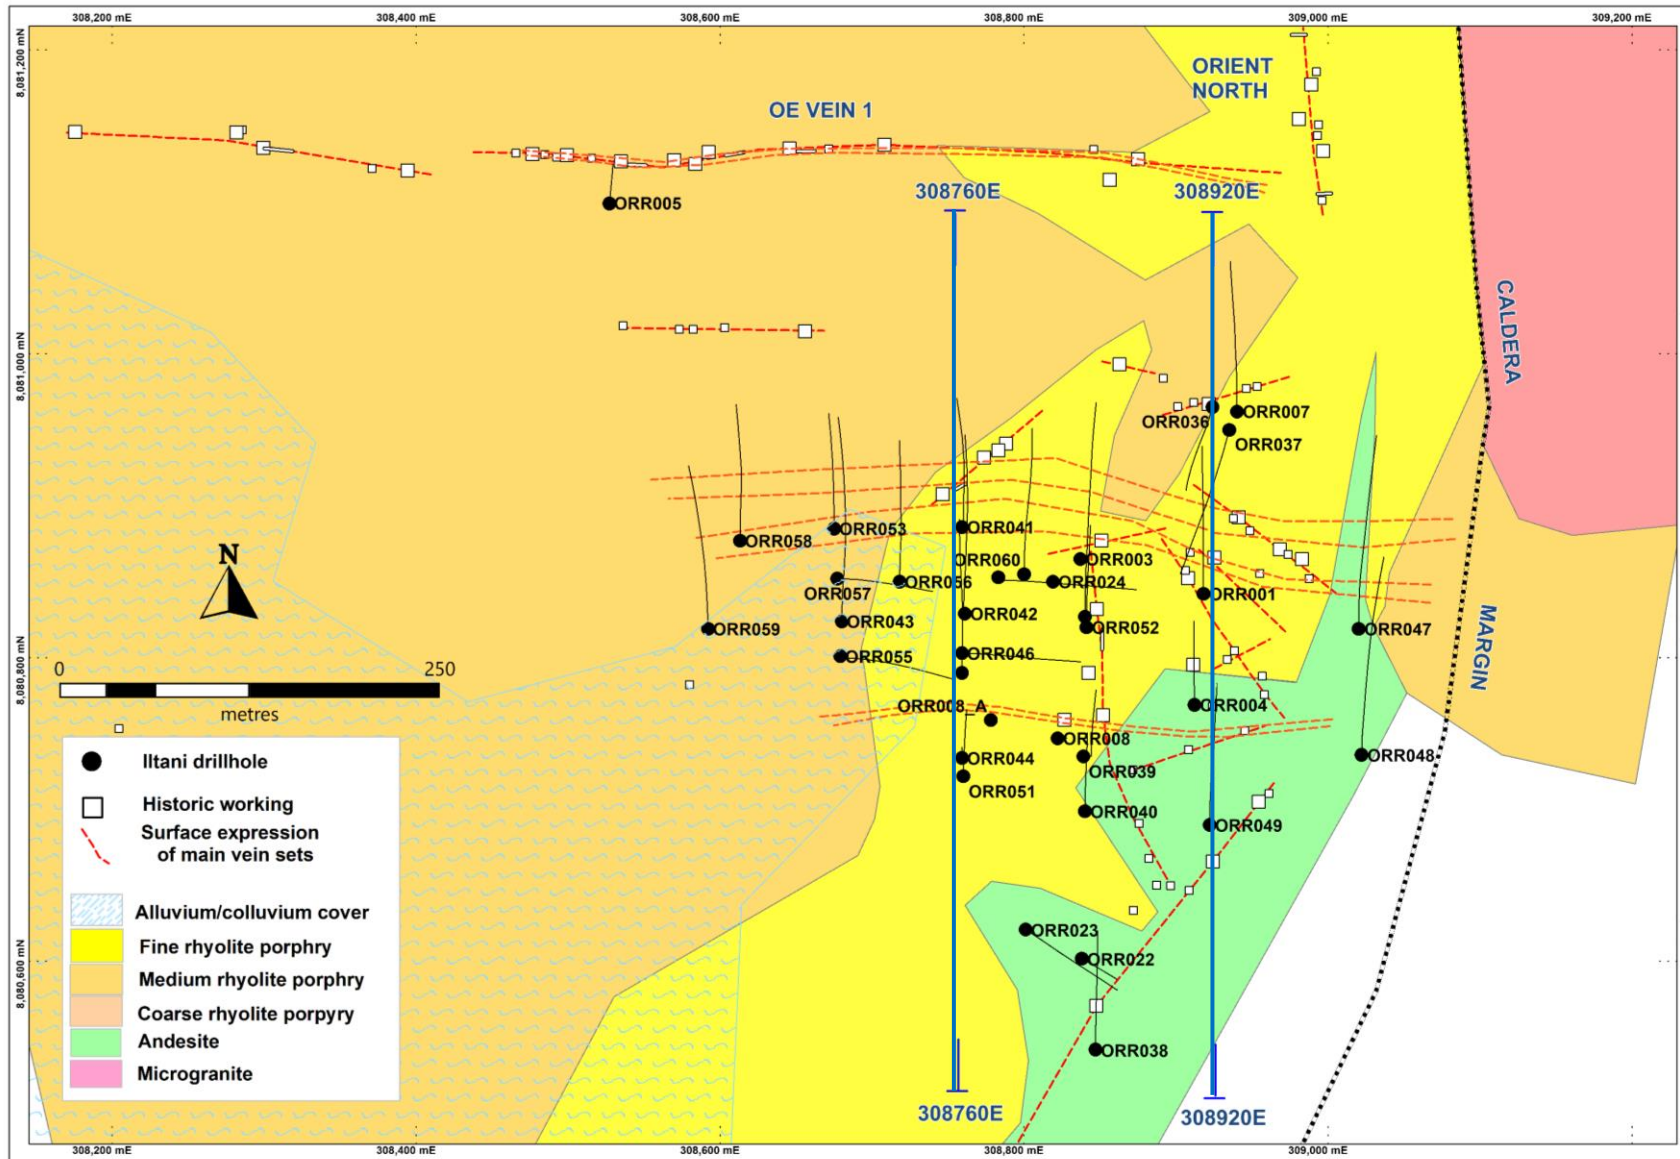 308,200 mE
308,400 mE
308,600 mE
308,800 mE
309,000 mE
309,200 mE
8,081,200 mN
8,081,000 mN
8,080,800 mN
8,080,600 mN
OE VEIN 1
ORIENT
NORTH
308760E
308920E
CALDERA
MARGIN
ORR005
ORR007
ORR036
ORR037
ORR053
ORR041
ORR058
ORR060
ORR003
ORR056
ORR024
ORR057
ORR001
ORR043
ORR042
ORR052
ORR059
ORR047
ORR055
ORR046
ORR008_A
ORR004
ORR008
ORR044
ORR039
ORR048
ORR051
ORR040
ORR049
ORR023
ORR022
ORR038
308760E
308920E
N
0
250
metres
Iltani drillhole
Historic working
Surface expression
of main vein sets
Alluvium/colluvium cover
Fine rhyolite porphry
Medium rhyolite porphry
Coarse rhyolite porpyry
Andesite
Microgranite
308,200 mE
308,400 mE
308,600 mE
308,800 mE
309,000 mE
309,200 mE